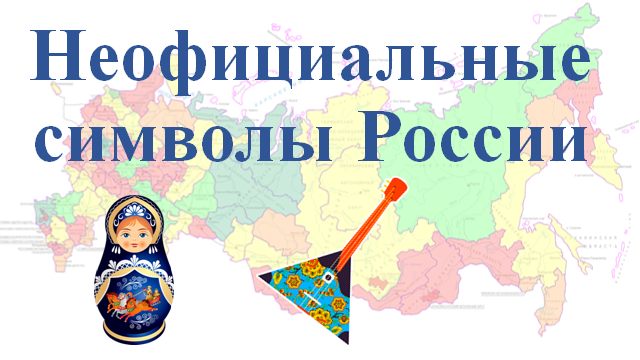 Неофициальные
символы России